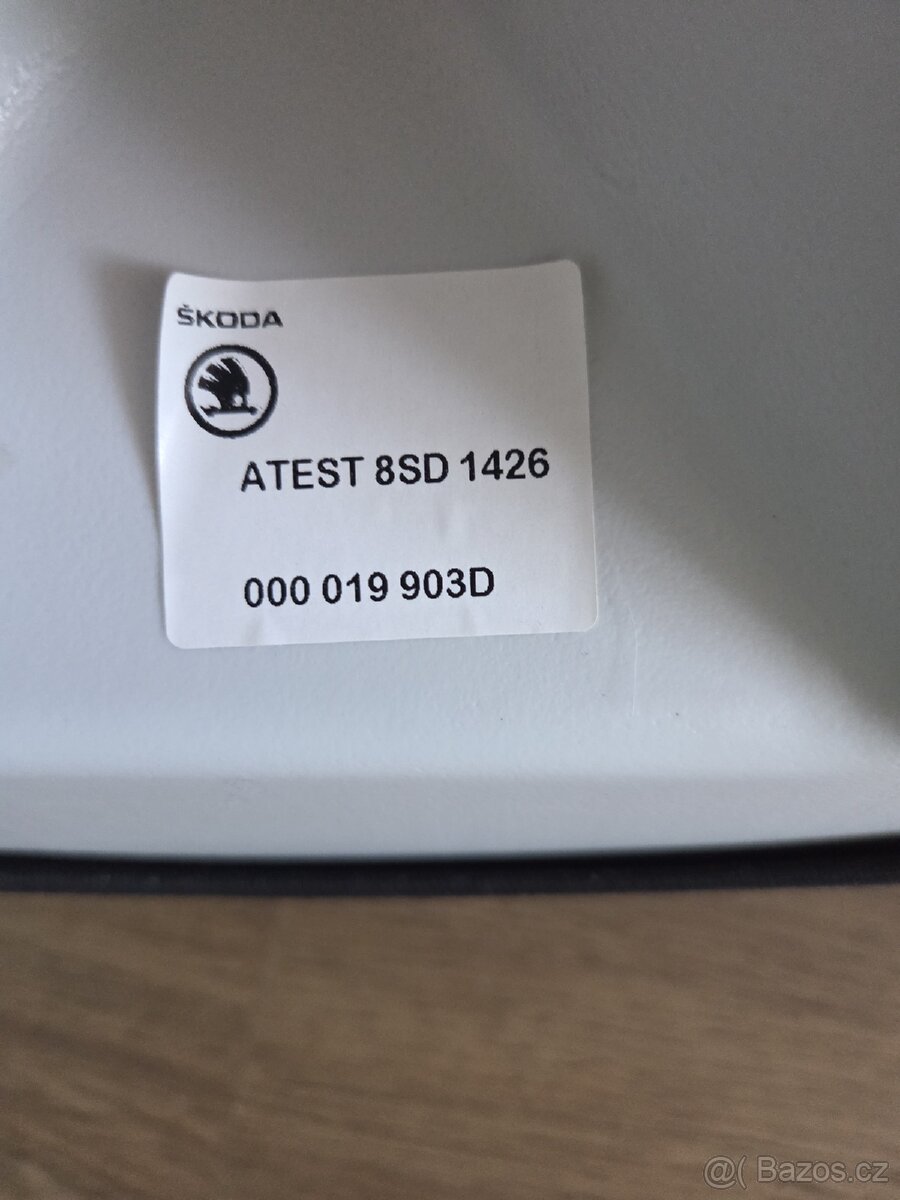 ŠKODA
ATEST 8SD 1426
000 019 903D
@( Bazos.cz